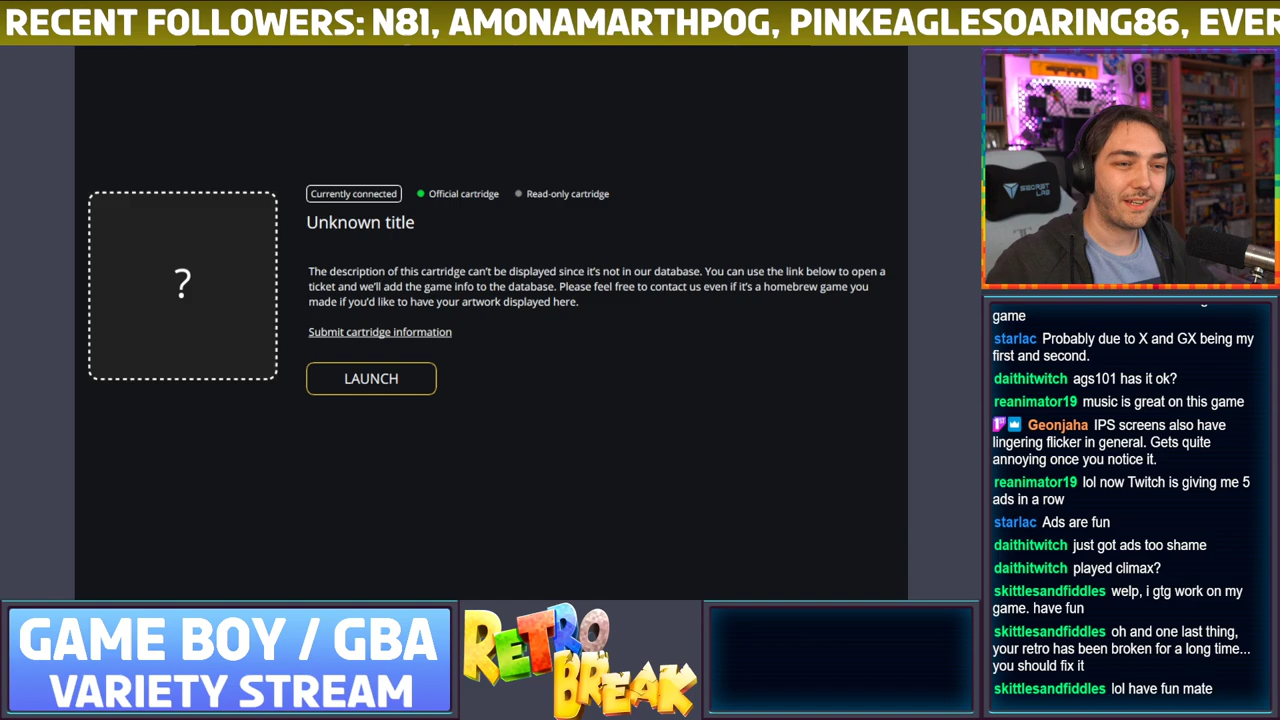 RECENT FOLLOWERS: N81, AMONAMARTHPOG, PINKEAGLESOARING86, EVER
Currently connected
Official cartridge
Read-only cartridge
Unknown title
?
The description of this cartridge can't be displayed since it's not in our database. You can use the link below to open a
ticket and we'll add the game info to the database. Please feel free to contact us even if it's a homebrew game you
made if you'd like to have your artwork displayed here.
Submit cartridge information
LAUNCH
SECRET
LAB
game
starlac Probably due to X and GX being my
first and second.
daithitwitch ags101 has it ok?
reanimator19 music is great on this game
Geonjaha IPS screens also have
lingering flicker in general. Gets quite
annoying once you notice it.
reanimator19 lol now Twitch is giving me 5
ads in a row
starlac Ads are fun
daithitwitch just got ads too shame
daithitwitch played climax?
skittlesandfiddles welp, i gtg work on my
game. have fun
skittlesandfiddles oh and one last thing,
your retro has been broken for a long time...
you should fix it
skittlesandfiddles lol have fun mate
GAME BOY / GBA
VARIETY STREAM
RETRO
BREAK